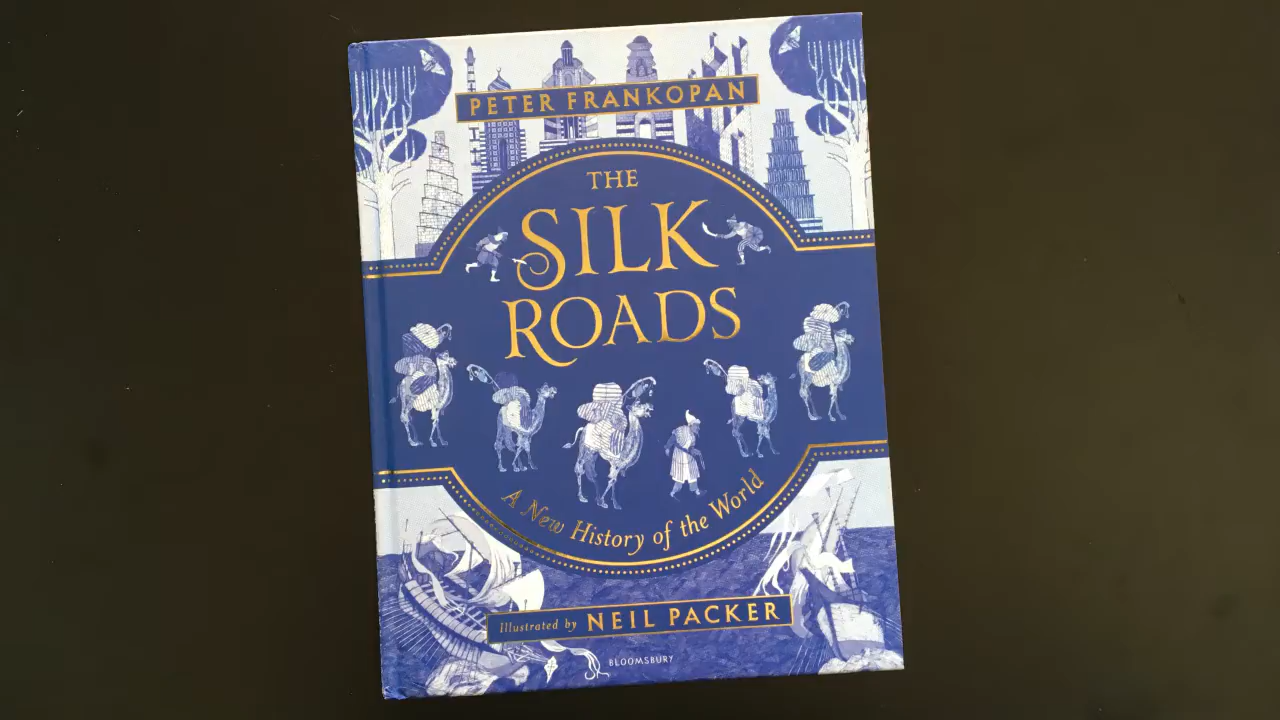 PETER FRANKOPAN
THE
SILK
ROADS
A New History of the World
Illustrated by NEIL PACKER
BLOOMSBURY